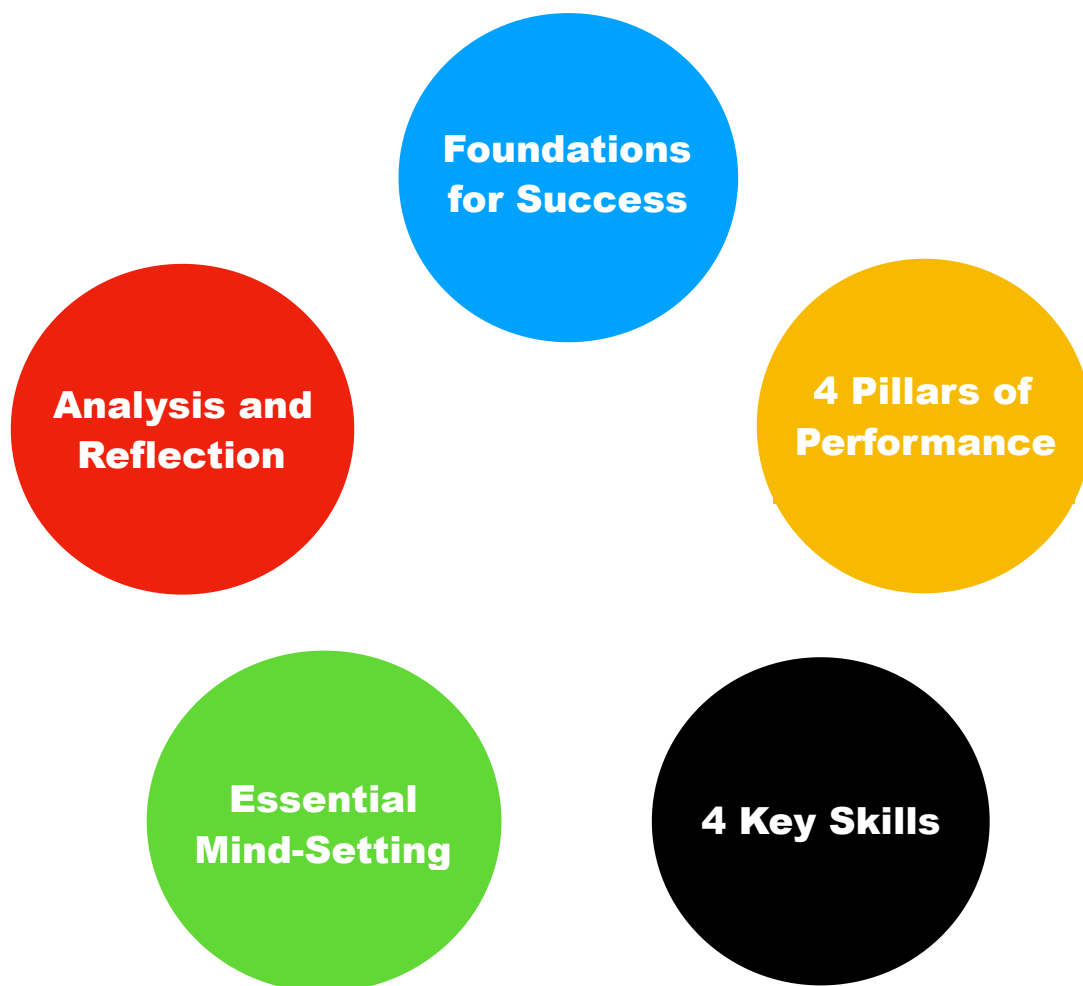 Foundations
for Success
4 Pillars of
Performance
Analysis and
Reflection
Essential
Mind-Setting
4 Key Skills